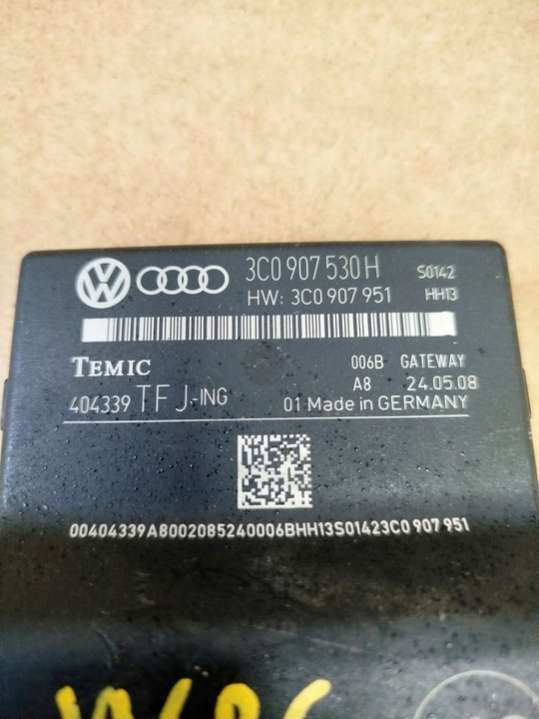 3C0 907 530 H S0142
HW: 3C0 907 951 HH13
TEMIC 006B GATEWAY
A8 24.05.08
404339 TFJ-ING 01 Made in GERMANY
00404339A8002085240006BHH13S01423C0 907 951